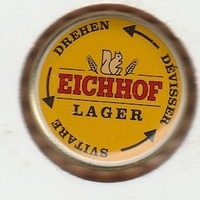 DREHEN
DÉVISSER
SVITARE
EICHHOF
LAGER